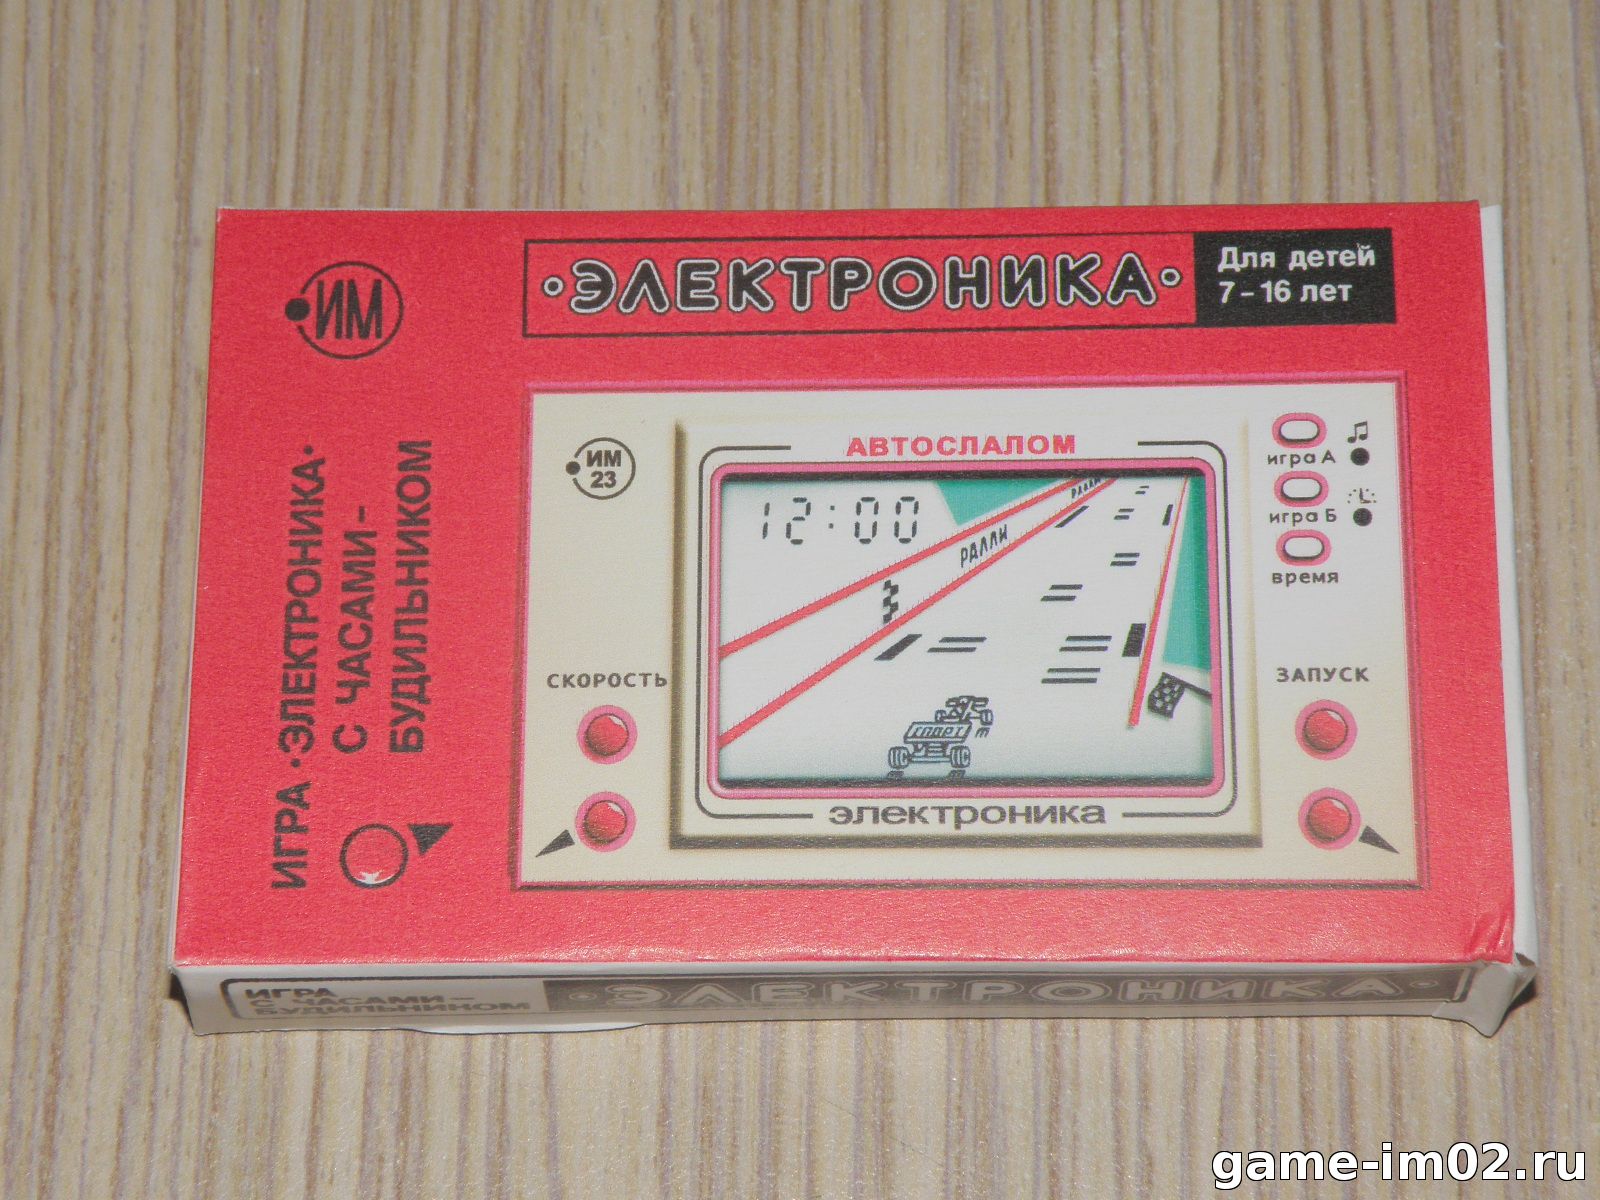 ИМ
ИГРА •ЭЛЕКТРОНИКА•
С ЧАСАМИ-
БУДИЛЬНИКОМ
•ЭЛЕКТРОНИКА•
Для детей
7-16 лет
ИМ
23
АВТОСЛАЛОМ
12:00
РАЛЛИ
РАЛЛИ
СПОРТ
электроника
игра А
игра Б
время
СКОРОСТЬ
ЗАПУСК
ИГРА
С ЧАСАМИ-
БУДИЛЬНИКОМ
•ЭЛЕКТРОНИКА•
game-im02.ru